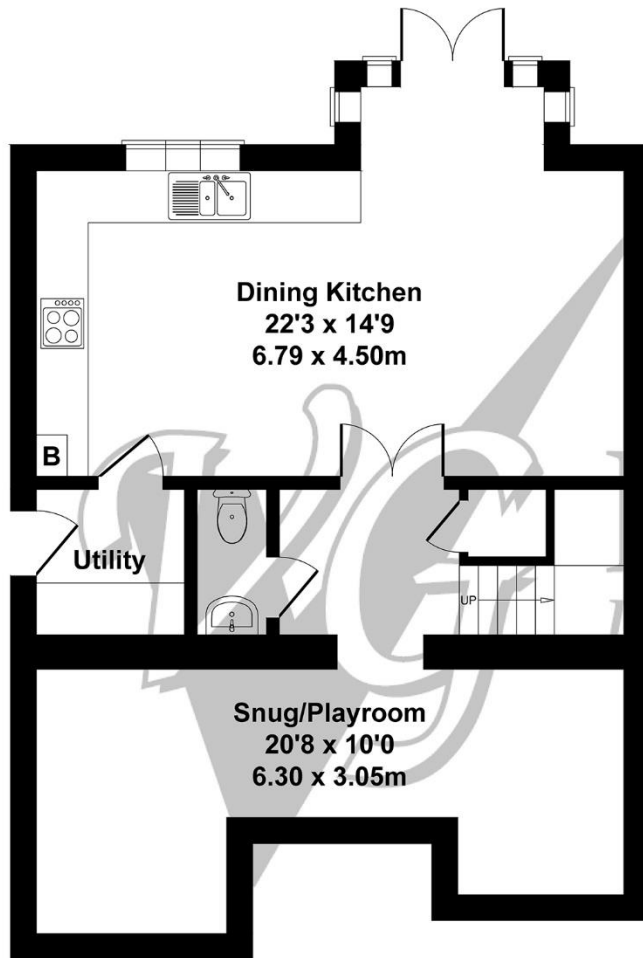 Dining Kitchen
22'3 x 14'9
6.79 x 4.50m
B
Utility
UP
Snug/Playroom
20'8 x 10'0
6.30 x 3.05m
VG